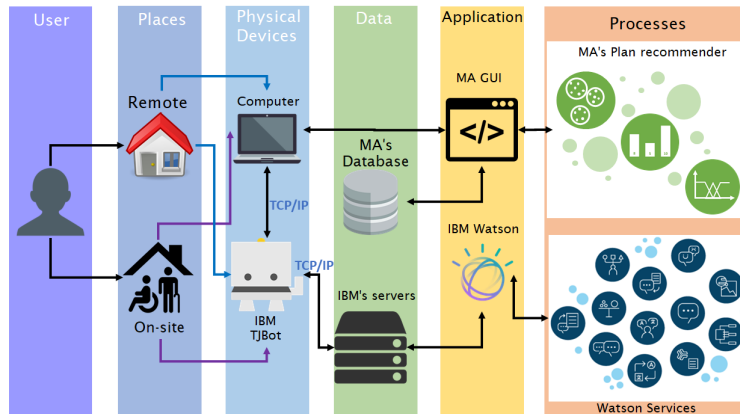 User
Places
Physical
Devices
Data
Application
Processes
Remote
Computer
MA GUI
MA's Plan recommender
</>
MA's
Database
TCP/IP
TCP/IP
IBM Watson
On-site
IBM
TJBot
IBM's servers
Watson Services